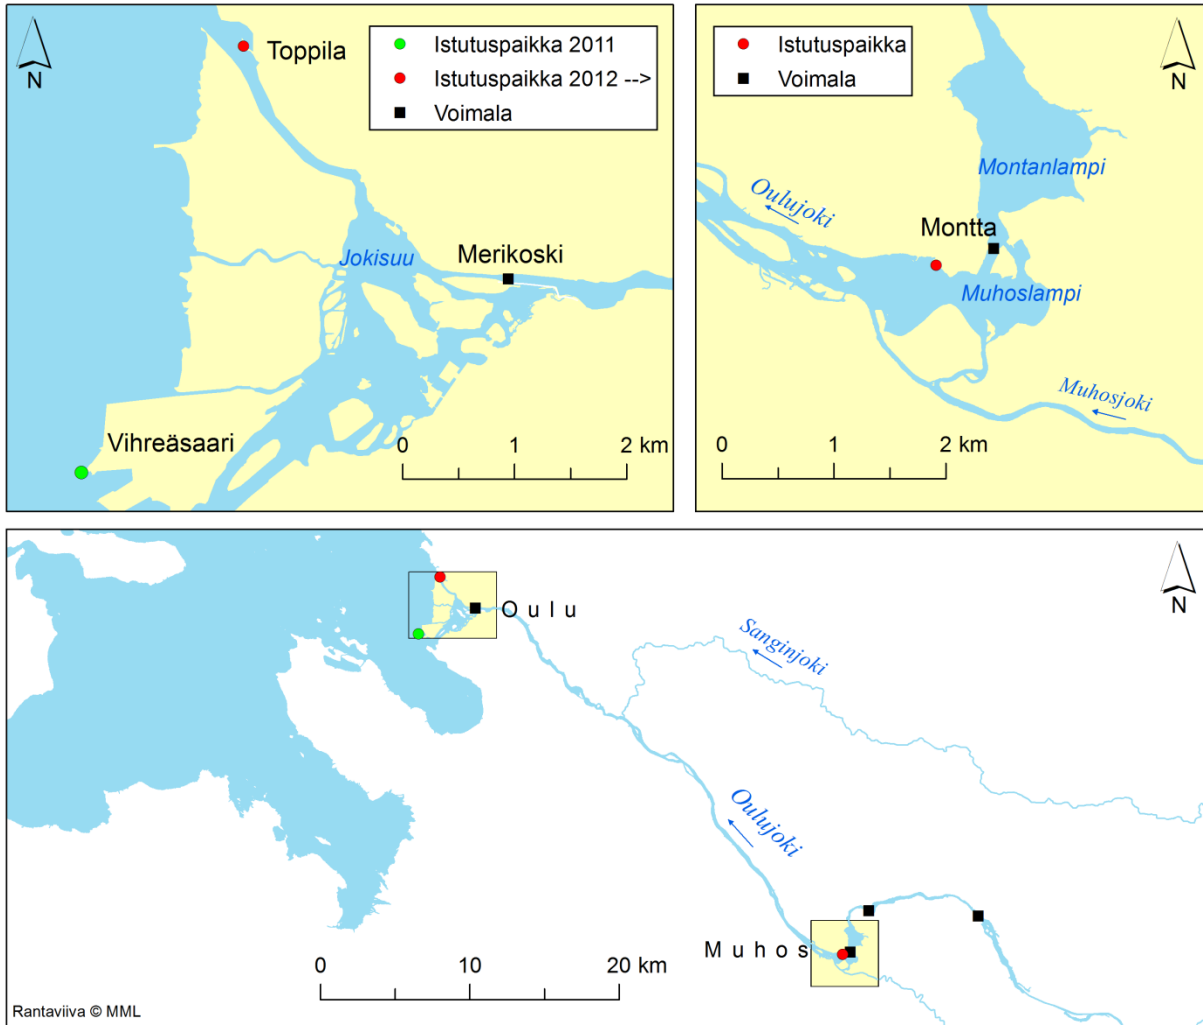 N
Toppila
Istutuspaikka 2011
Istutuspaikka 2012 -->
Voimala
Jokisuu
Merikoski
Vihreäsaari
0 1 2 km
Istutuspaikka
Voimala
N
Montanlampi
Oulujoki
Montta
Muhoslampi
Muhosjoki
0 1 2 km
N
Oulu
Sanginjoki
Oulujoki
Muhos
0 10 20 km
Rantaviiva © MML